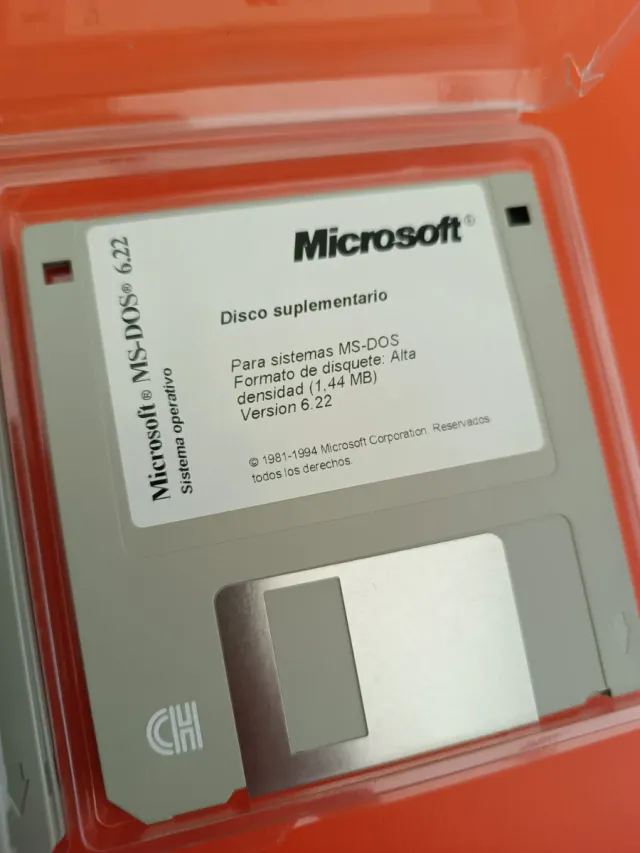 Microsoft® MS-DOS® 6.22
Sistema operativo
Microsoft®
Disco suplementario
Para sistemas MS-DOS
Formato de disquete: Alta
densidad (1,44 MB)
Version 6.22
© 1981-1994 Microsoft Corporation. Reservados
todos los derechos.
HD